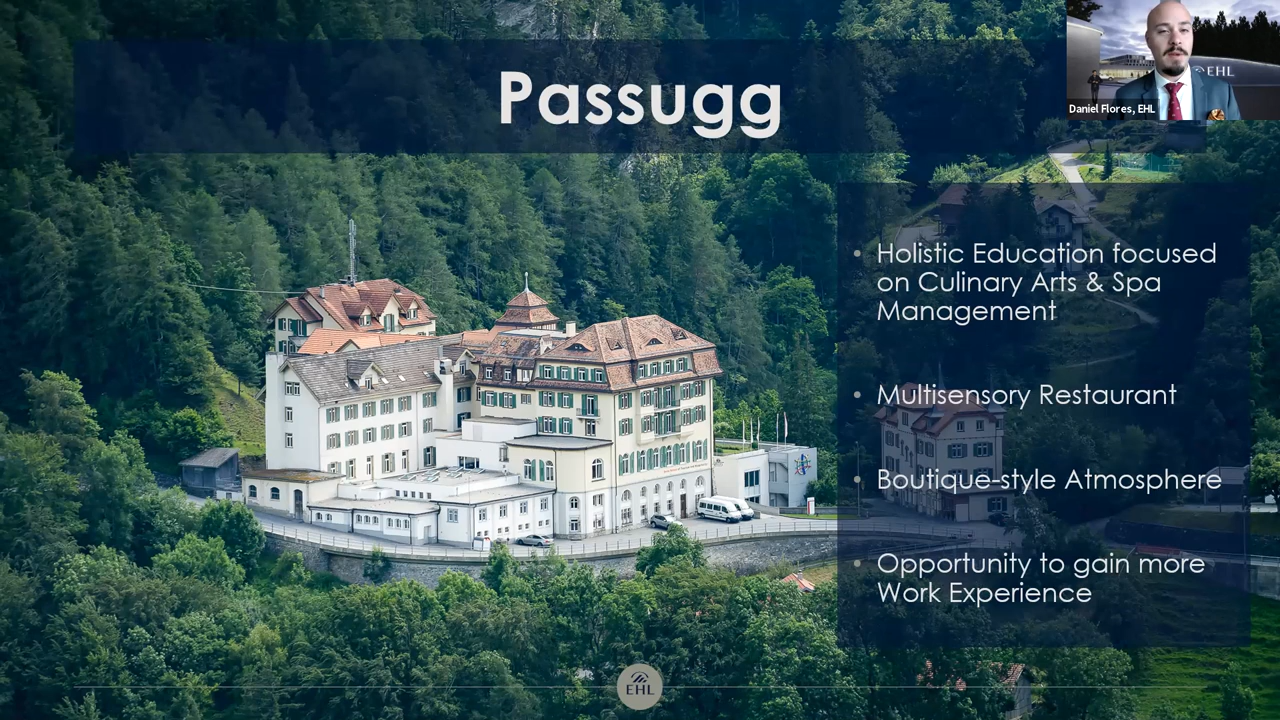 Passugg
EHL
Daniel Flores, EHL
Holistic Education focused
on Culinary Arts & Spa
Management
Multisensory Restaurant
Boutique-style Atmosphere
Opportunity to gain more
Work Experience
EHL